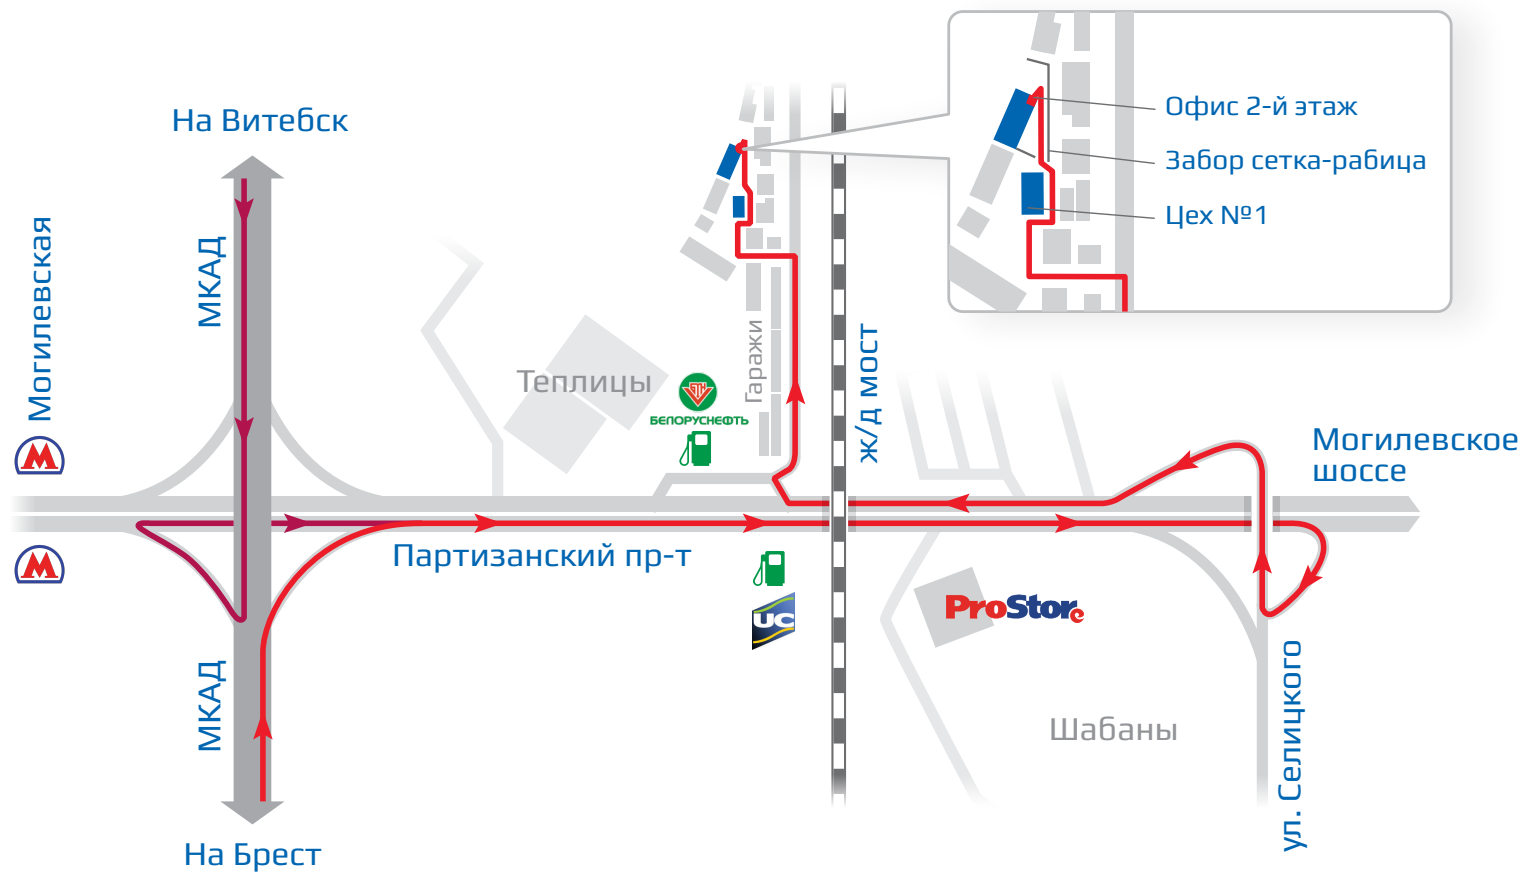 На Витебск
МКАД
Могилевская
М
М
МКАД
На Брест
Теплицы
БТН
БЕЛОРУСНЕФТЬ
Гаражи
ж/д мост
Партизанский пр-т
UC
ProStore
Шабаны
Могилевское
шоссе
ул. Селицкого
Офис 2-й этаж
Забор сетка-рабица
Цех №1